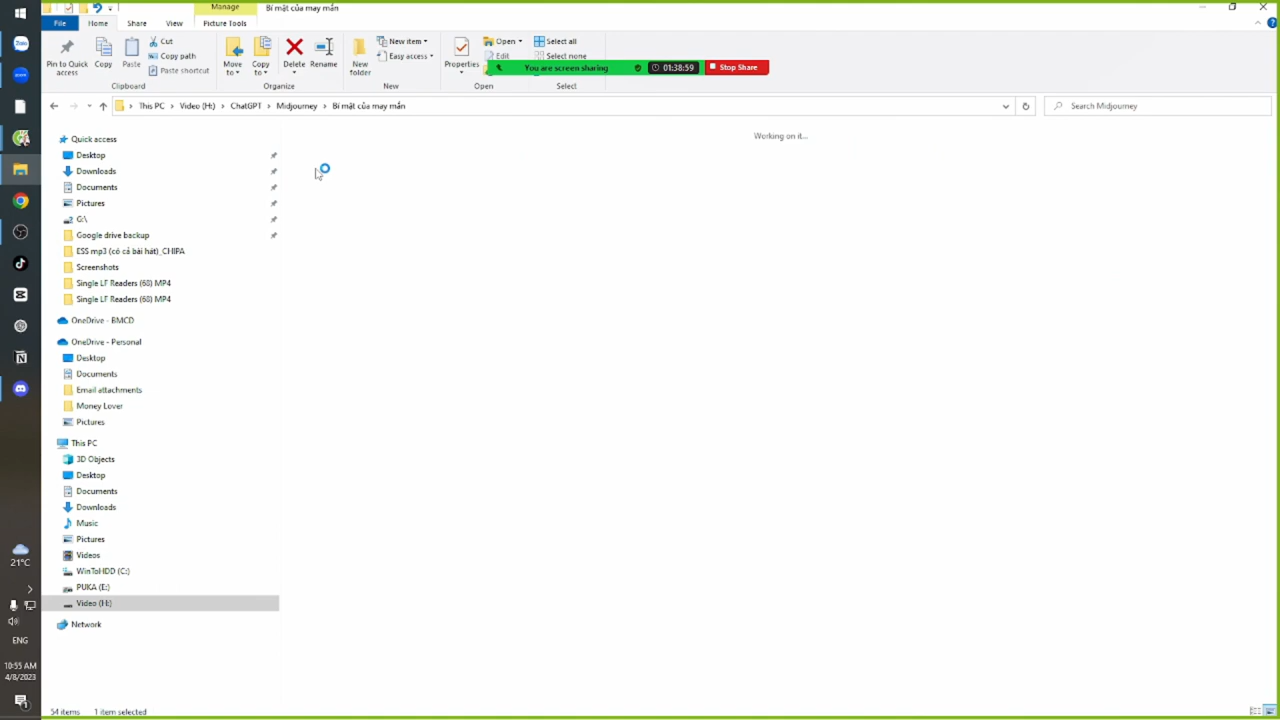 Manage
Bí mật của may mắn
File
Home
Share
View
Picture Tools
Pin to Quick access
Copy
Paste
Cut
Copy path
Paste shortcut
Clipboard
Move to
Copy to
Delete
Rename
Organize
New folder
New item
Easy access
New
Properties
Open
Edit
Open
Select all
Select none
Select
You are screen sharing
01:38:59
Stop Share
This PC
Video (H:)
ChatGPT
Midjourney
Bí mật của may mắn
Search Midjourney
Working on it...
Quick access
Desktop
Downloads
Documents
Pictures
G:\
Google drive backup
ESS mp3 (có cả bài hát)_CHIPA
Screenshots
Single LF Readers (68) MP4
Single LF Readers (68) MP4
OneDrive - BMCD
OneDrive - Personal
Desktop
Documents
Email attachments
Money Lover
Pictures
This PC
3D Objects
Desktop
Documents
Downloads
Music
Pictures
Videos
WinToHDD (C:)
PUKA (E:)
Video (H:)
Network
54 items
1 item selected
Zalo
zoom
21°C
ENG
10:55 AM
4/8/2023